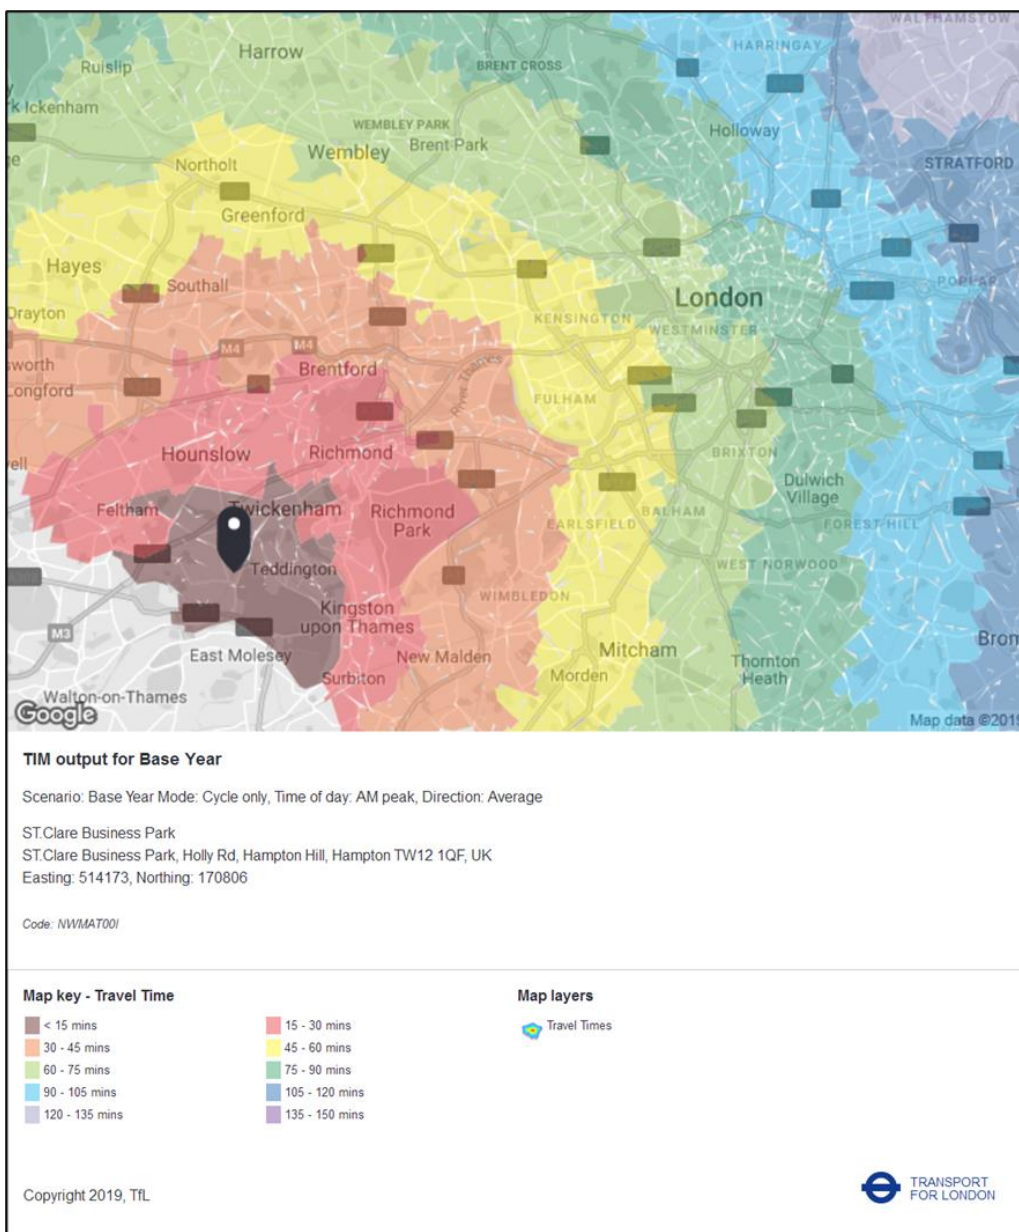 WALTHAMSTOW
Harrow
HARRINGAY
Ruislip
BRENT CROSS
Ickenham
WEMBLEY PARK
Holloway
Wembley
Brent Park
Northolt
STRATFORD
Greenford
Hayes
Southall
POPLAR
London
Drayton
KENSINGTON
WESTMINSTER
M4
M4
Brentford
River Thames
Longford
FULHAM
Hounslow
Richmond
BRIXTON
Dulwich
Village
Feltham
Twickenham
Richmond
Park
EARLSFIELD
BALHAM
FOREST HILL
Teddington
WEST NORWOOD
WIMBLEDON
Kingston
upon Thames
M3
East Molesey
New Malden
Mitcham
Brom
Surbiton
Morden
Thornton
Heath
Walton-on-Thames
Google
Map data ©2019
TIM output for Base Year
Scenario: Base Year Mode: Cycle only, Time of day: AM peak, Direction: Average
ST.Clare Business Park
ST.Clare Business Park, Holly Rd, Hampton Hill, Hampton TW12 1QF, UK
Easting: 514173, Northing: 170806
Code: NWMAT00I
Map key - Travel Time
Map layers
< 15 mins
15 - 30 mins
Travel Times
30 - 45 mins
45 - 60 mins
60 - 75 mins
75 - 90 mins
90 - 105 mins
105 - 120 mins
120 - 135 mins
135 - 150 mins
Copyright 2019, TfL
TRANSPORT
FOR LONDON